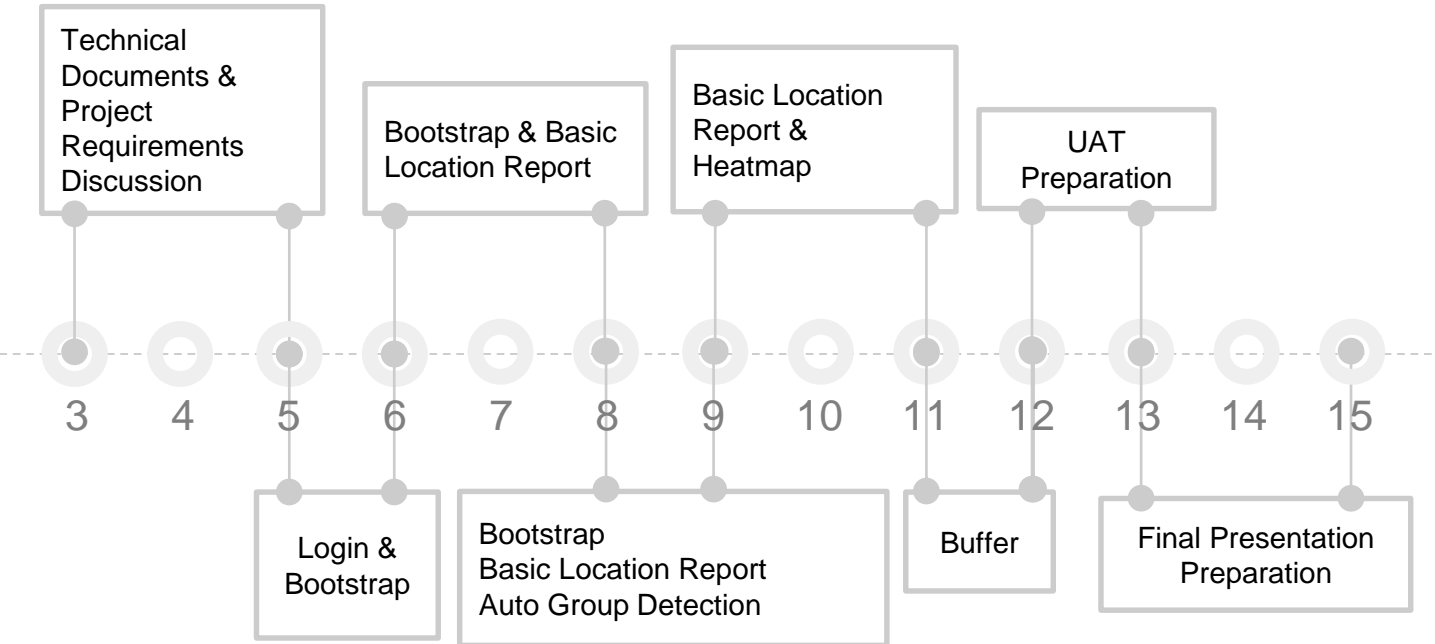 Technical
Documents &
Project
Requirements
Discussion
Bootstrap & Basic
Location Report
Basic Location
Report &
Heatmap
UAT
Preparation
3 4 5 6 7 8 9 10 11 12 13 14 15
Login &
Bootstrap
Bootstrap
Basic Location Report
Auto Group Detection
Buffer
Final Presentation
Preparation